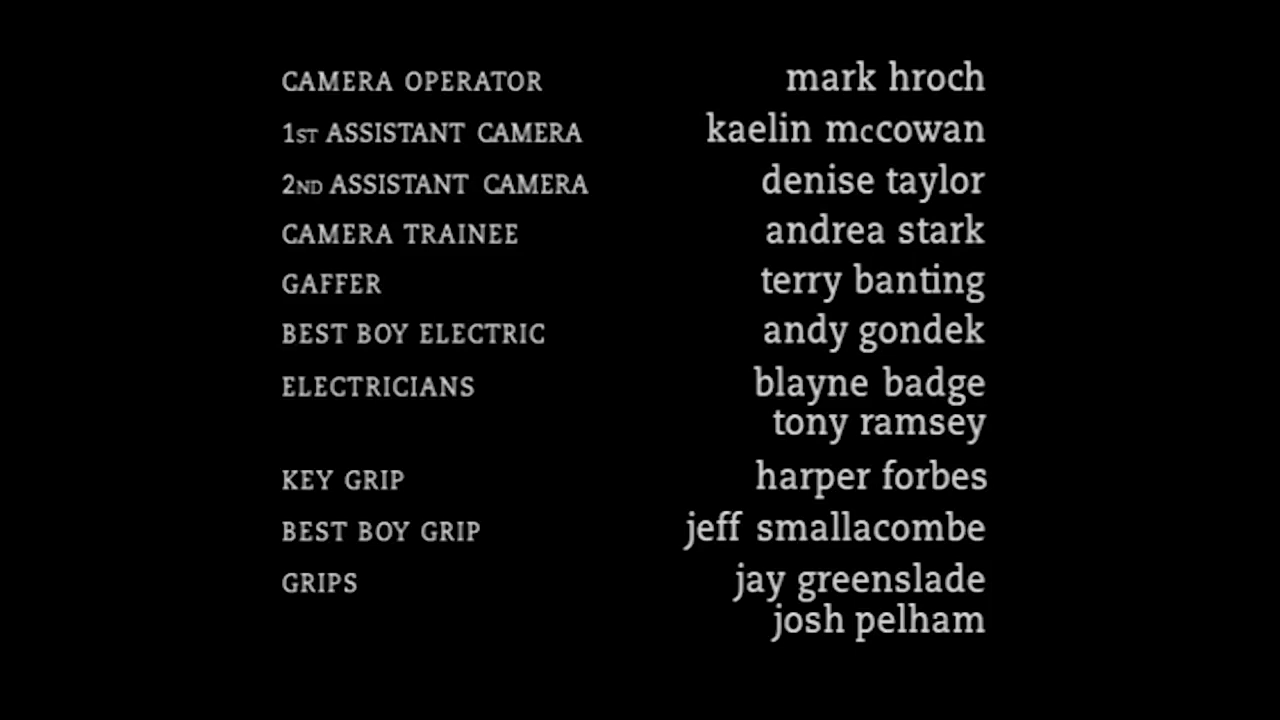 CAMERA OPERATOR mark hroch
1ST ASSISTANT CAMERA kaelin mccowan
2ND ASSISTANT CAMERA denise taylor
CAMERA TRAINEE andrea stark
GAFFER terry banting
BEST BOY ELECTRIC andy gondek
ELECTRICIANS blayne badge
tony ramsey
KEY GRIP harper forbes
BEST BOY GRIP jeff smallacombe
GRIPS jay greenslade
josh pelham